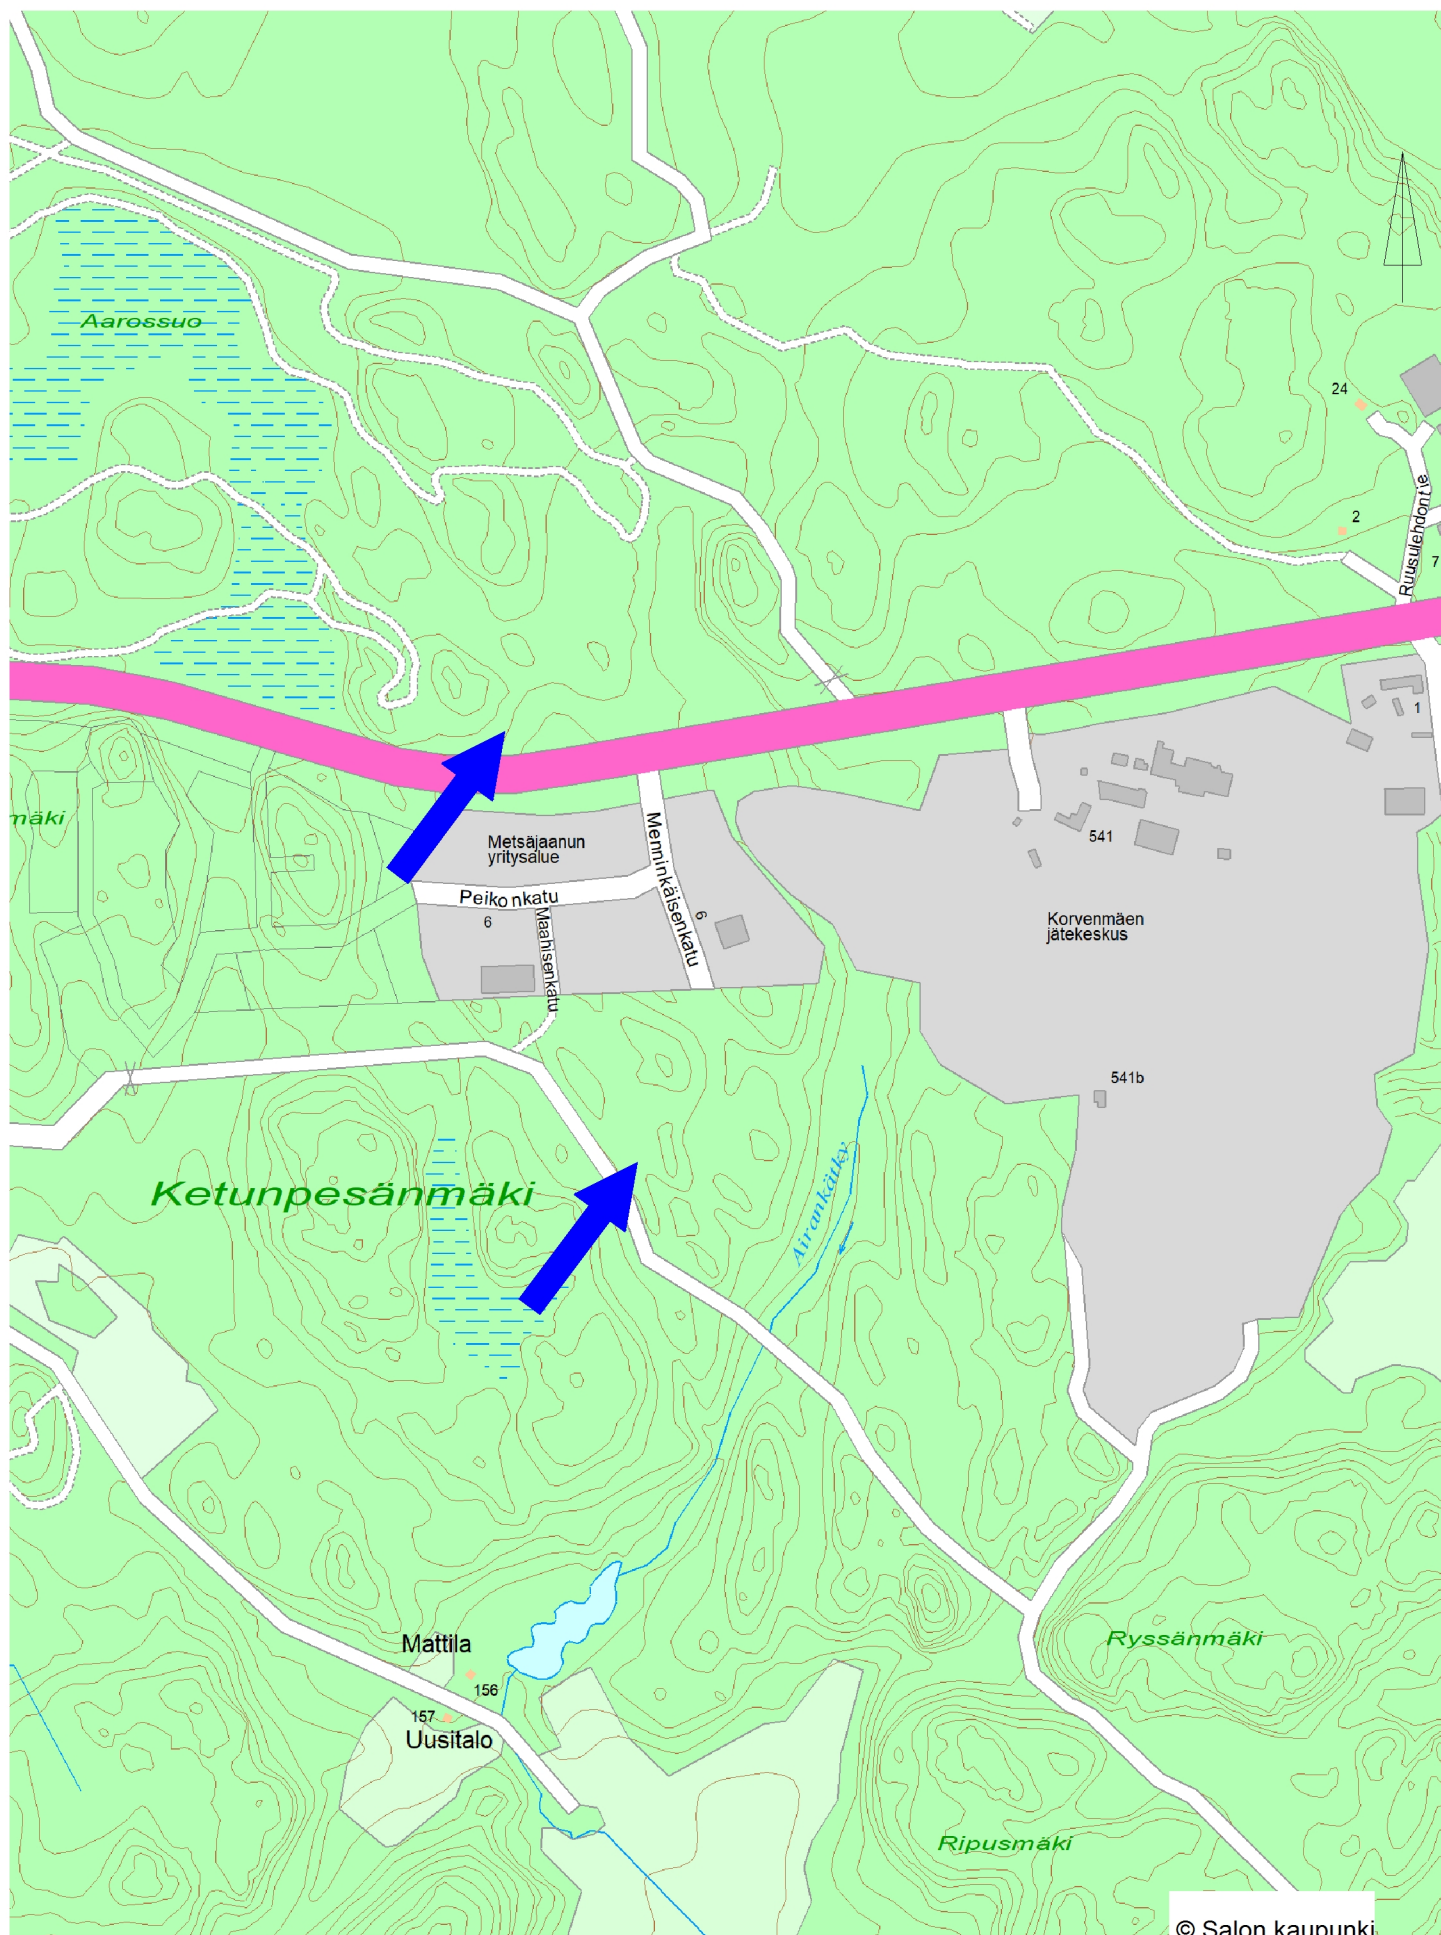 Aarossuo
24
2
Ruusulehdontie
7
1
mäki
Metsäjaanun
yritysalue
Menninkäisenkatu
541
Peikonkatu
6
6
Maahisenkatu
Korvenmäen
jätekeskus
541b
Airankätky
Ketunpesänmäki
Mattila
156
157
Uusitalo
Ryssänmäki
Ripusmäki
© Salon kaupunki